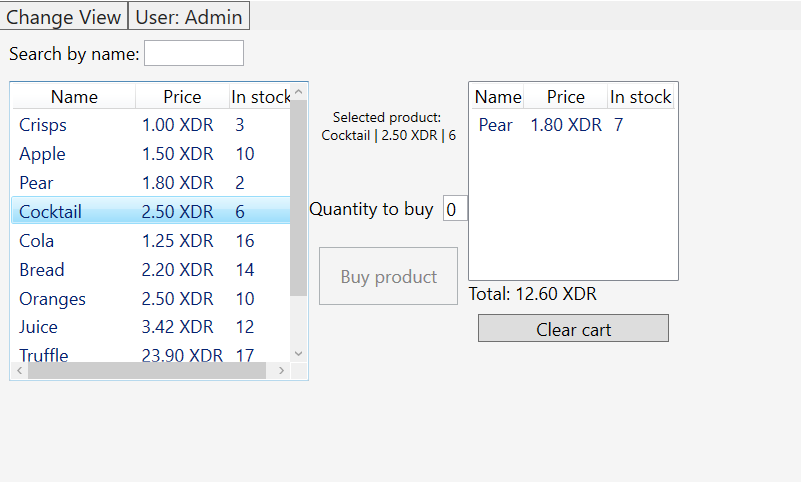 Change View User: Admin
Search by name:
Name Price In stock
Crisps 1.00 XDR 3
Apple 1.50 XDR 10
Pear 1.80 XDR 2
Cocktail 2.50 XDR 6
Cola 1.25 XDR 16
Bread 2.20 XDR 14
Oranges 2.50 XDR 10
Juice 3.42 XDR 12
Truffle 23.90 XDR 17
Selected product:
Cocktail | 2.50 XDR | 6
Quantity to buy 0
Buy product
Name Price In stock
Pear 1.80 XDR 7
Total: 12.60 XDR
Clear cart